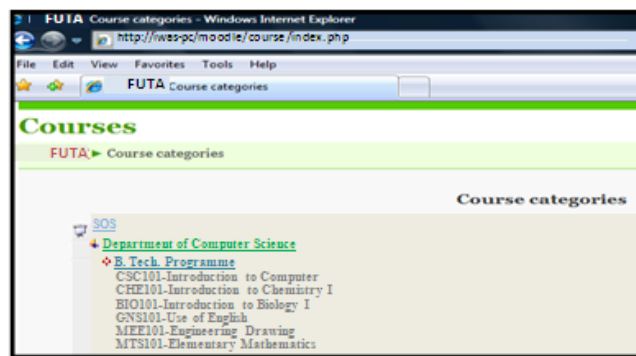 FUTA Course categories - Windows Internet Explorer
http://iwas-pc/moodle/course/index.php
File Edit View Favorites Tools Help
FUTA Course categories
Courses
FUTA ► Course categories
Course categories
SOS
Department of Computer Science
B. Tech. Programme
CSC101-Introduction to Computer
CHE101-Introduction to Chemistry I
BIO101-Introduction to Biology I
GNS101-Use of English
MEE101-Engineering Drawing
MTS101-Elementary Mathematics